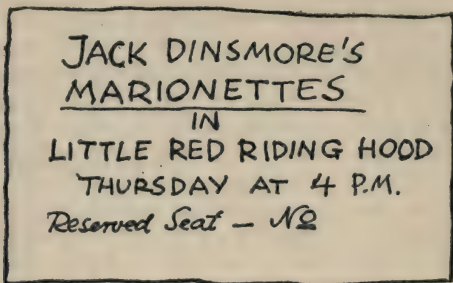 JACK DINSMORE'S
MARIONETTES
IN
LITTLE RED RIDING HOOD
THURSDAY AT 4 P.M.
Reserved Seat – No